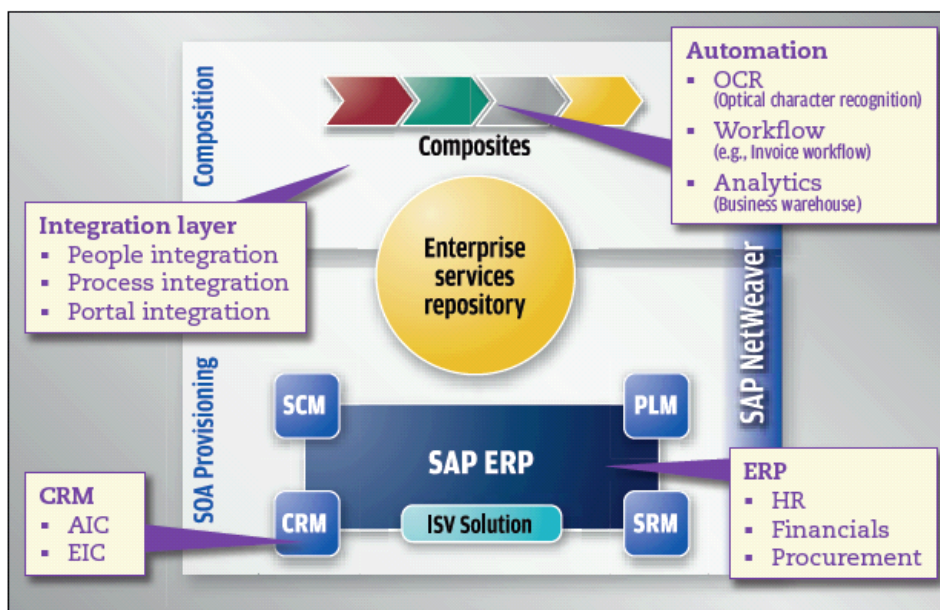 Composition
Composites
Automation
▪ OCR
(Optical character recognition)
▪ Workflow
(e.g., Invoice workflow)
▪ Analytics
(Business warehouse)
Integration layer
▪ People integration
▪ Process integration
▪ Portal integration
Enterprise
services
repository
SAP NetWeaver
SOA Provisioning
SCM
PLM
SAP ERP
CRM
ISV Solution
SRM
CRM
▪ AIC
▪ EIC
ERP
▪ HR
▪ Financials
▪ Procurement